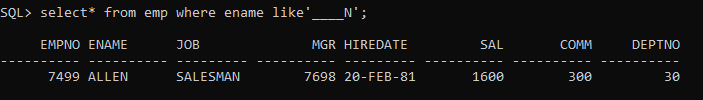 SQL> select* from emp where ename like'____N';
EMPNO ENAME JOB MGR HIREDATE SAL COMM DEPTNO
---------- ---------- --------- ---------- --------- ---------- ---------- ----------
7499 ALLEN SALESMAN 7698 20-FEB-81 1600 300 30